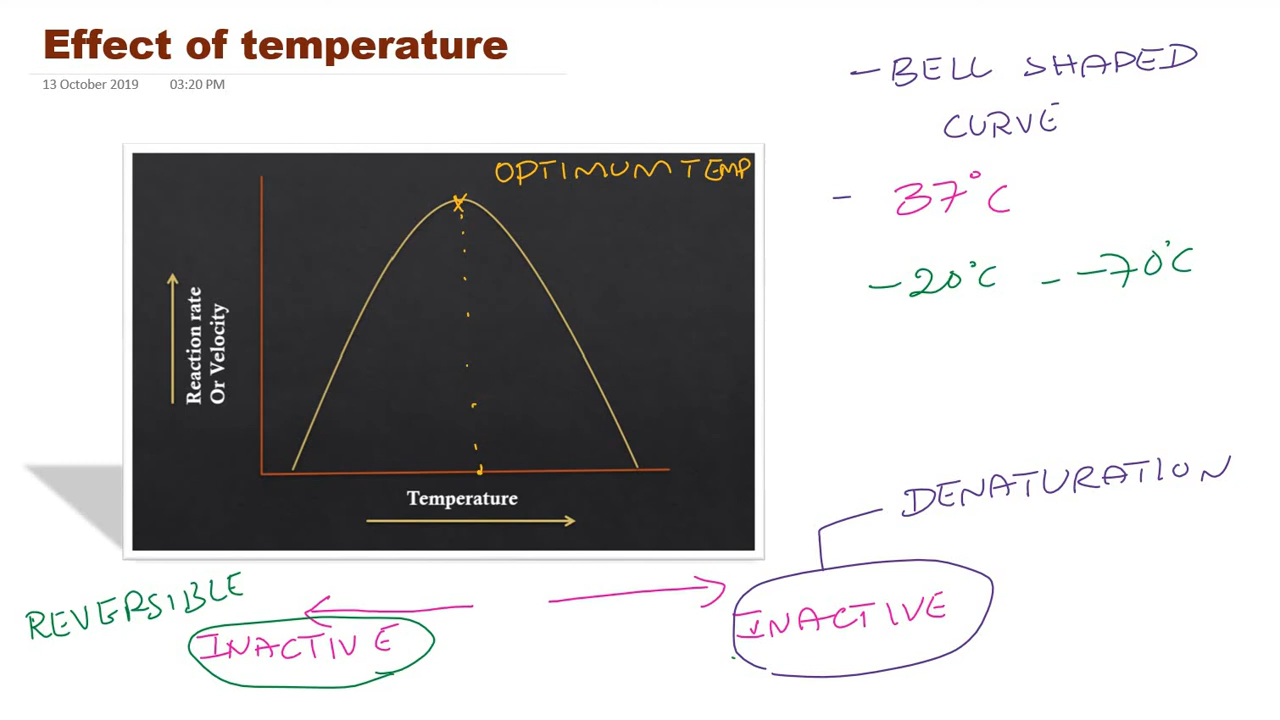 Effect of temperature
13 October 2019 03:20 PM
- BELL SHAPED
CURVE
- 37°C
-20°C - -70°C
OPTIMUM TEMP
Reaction rate
Or Velocity
Temperature
DENATURATION
REVERSIBLE
INACTIVE
INACTIVE